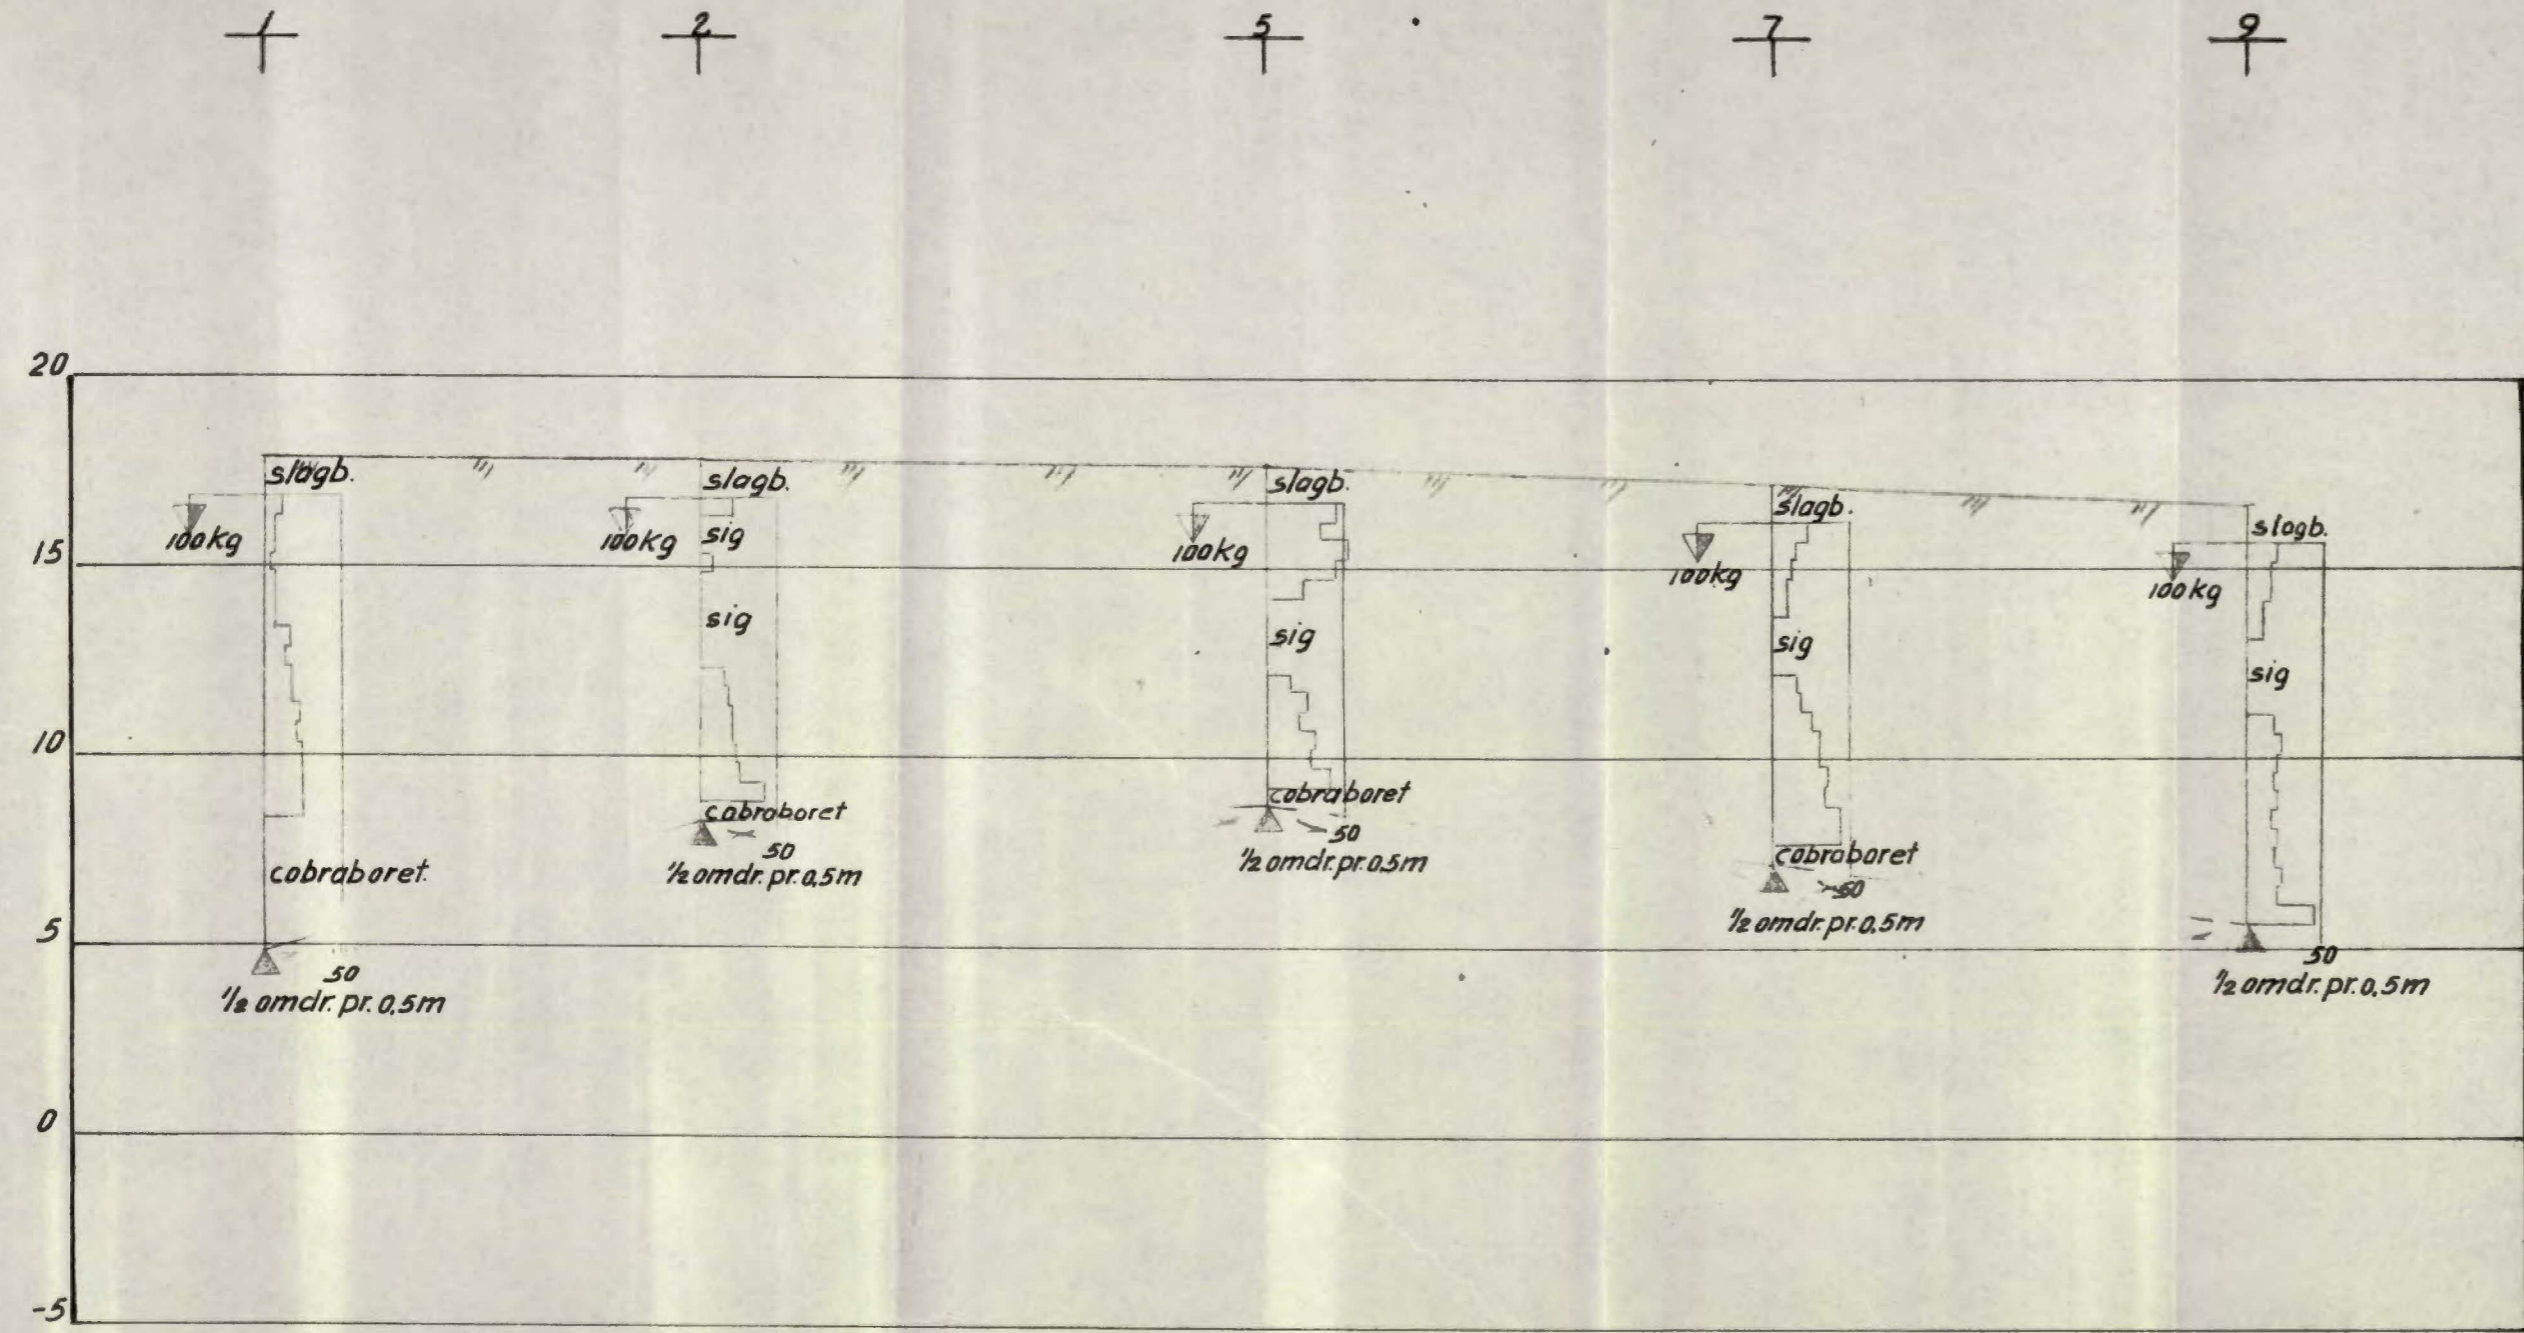 1 2 5 7 9
20
slagb. slagb. slagb. slagb. slagb.
100kg 100kg 100kg 100kg 100kg
sig
15
sig sig sig sig
10
cobraboret cobraboret cobraboret cobraboret
50 50 50 50 50
1/2 omdr. pr. 0,5m 1/2 omdr. pr. 0,5m 1/2 omdr. pr. 0,5m 1/2 omdr. pr. 0,5m 1/2 omdr. pr. 0,5m
5
0
-5